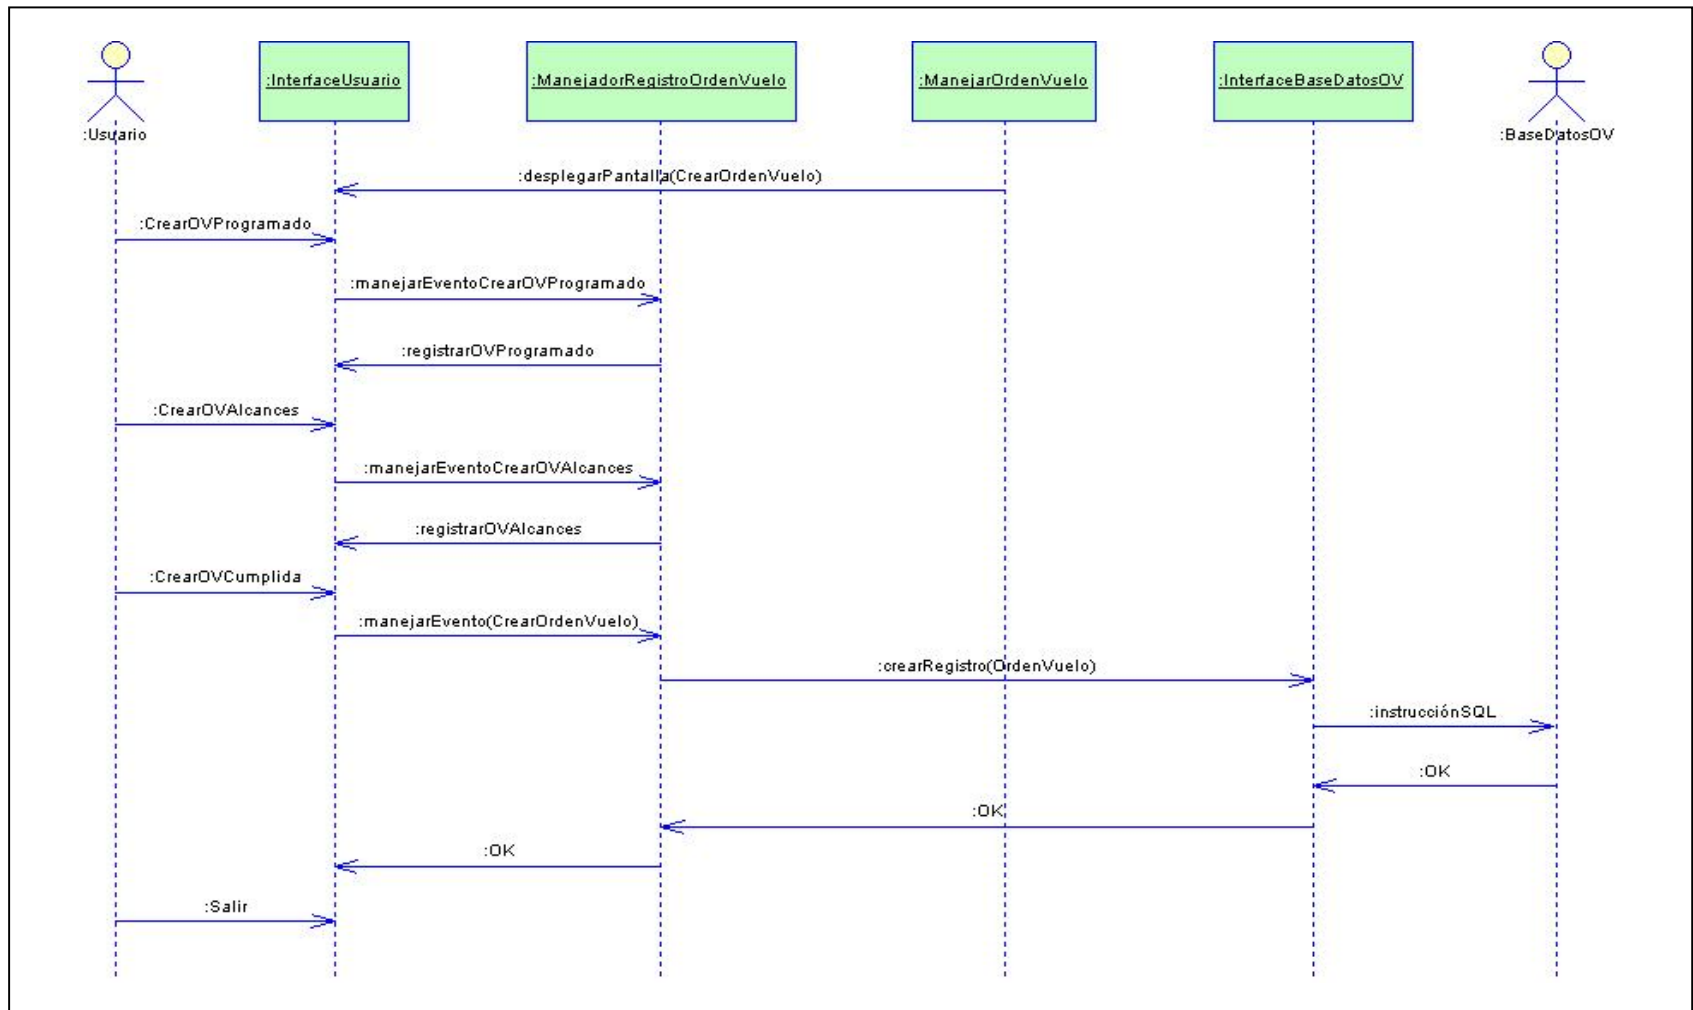 :InterfaceUsuario
:ManejadorRegistroOrdenVuelo
:ManejarOrdenVuelo
:InterfaceBaseDatosOV
:Usuario
:BaseDatosOV
:desplegarPantalla(CrearOrdenVuelo)
:CrearOVProgramado
:manejarEventoCrearOVProgramado
:registrarOVProgramado
:CrearOVAlcances
:manejarEventoCrearOVAlcances
:registrarOVAlcances
:CrearOVCumplida
:manejarEvento(CrearOrdenVuelo)
:crearRegistro(OrdenVuelo)
:instrucciónSQL
:OK
:OK
:OK
:Salir